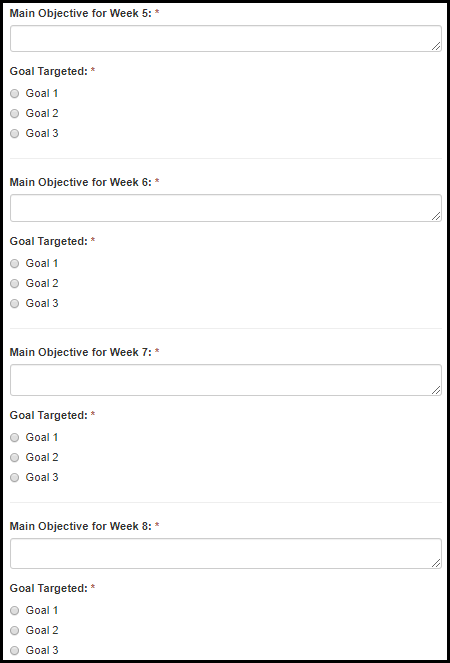 Main Objective for Week 5: *
Goal Targeted: *
Goal 1
Goal 2
Goal 3
Main Objective for Week 6: *
Goal Targeted: *
Goal 1
Goal 2
Goal 3
Main Objective for Week 7: *
Goal Targeted: *
Goal 1
Goal 2
Goal 3
Main Objective for Week 8: *
Goal Targeted: *
Goal 1
Goal 2
Goal 3